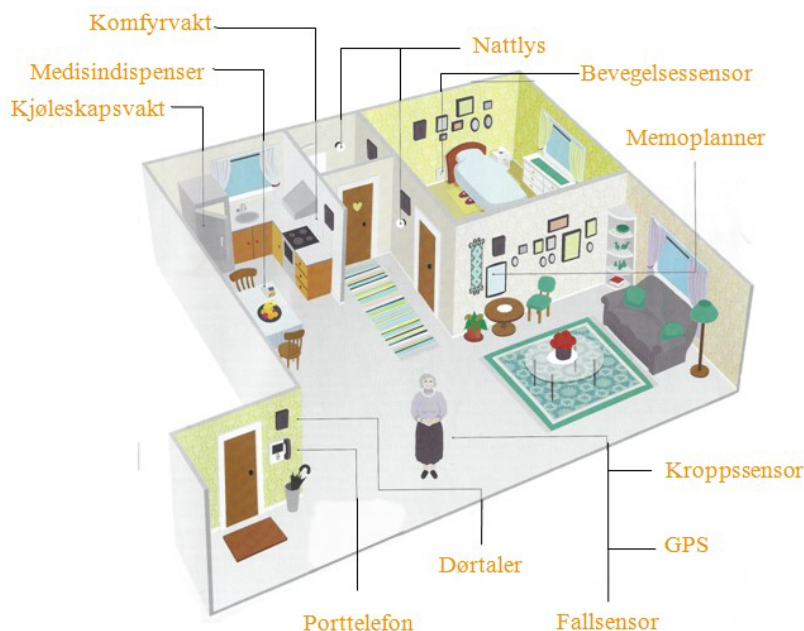 Komfyrvakt
Nattlys
Medisindispenser
Bevegelsessensor
Kjøleskapsvakt
Memoplanner
Kroppssensor
GPS
Dørtaler
Porttelefon
Fallsensor